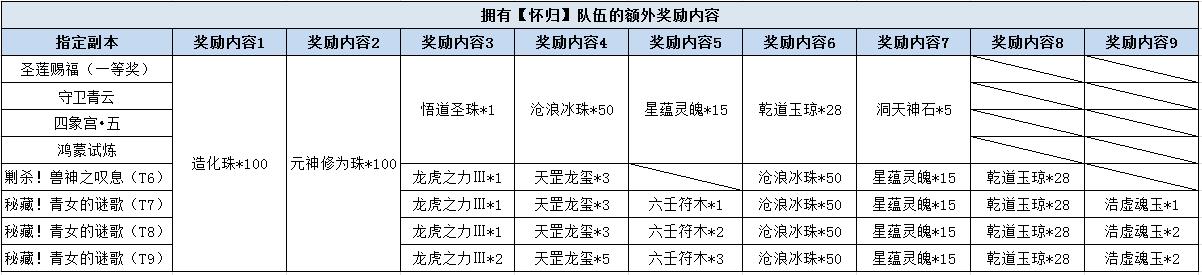 拥有【怀归】队伍的额外奖励内容
指定副本 奖励内容1 奖励内容2 奖励内容3 奖励内容4 奖励内容5 奖励内容6 奖励内容7 奖励内容8 奖励内容9
圣莲赐福（一等奖）
守卫青云
四象宫·五
鸿蒙试炼
造化珠*100 元神修为珠*100
悟道圣珠*1 沧浪冰珠*50 星蕴灵魄*15 乾道玉琼*28 洞天神石*5
剿杀！兽神之叹息（T6） 龙虎之力Ⅲ*1 天罡龙玺*3 沧浪冰珠*50 星蕴灵魄*15 乾道玉琼*28
秘藏！青女的谜歌（T7） 龙虎之力Ⅲ*1 天罡龙玺*3 六壬符木*1 沧浪冰珠*50 星蕴灵魄*15 乾道玉琼*28 浩虚魂玉*1
秘藏！青女的谜歌（T8） 龙虎之力Ⅲ*1 天罡龙玺*3 六壬符木*2 沧浪冰珠*50 星蕴灵魄*15 乾道玉琼*28 浩虚魂玉*2
秘藏！青女的谜歌（T9） 龙虎之力Ⅲ*2 天罡龙玺*5 六壬符木*3 沧浪冰珠*50 星蕴灵魄*15 乾道玉琼*28 浩虚魂玉*2